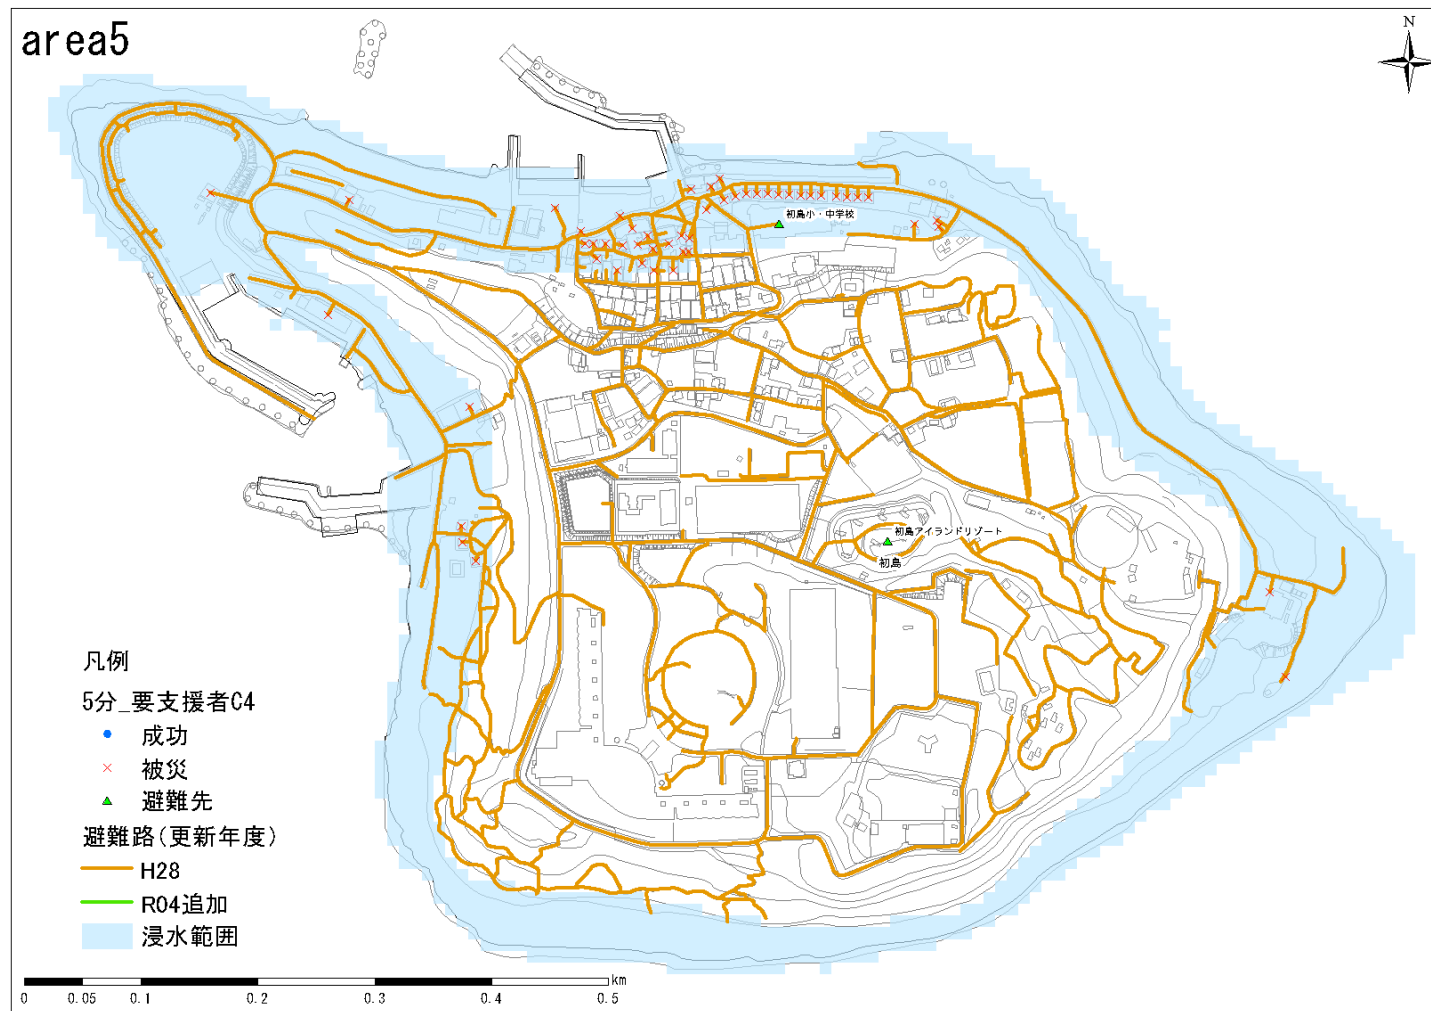 area5
N
初島小・中学校
初島アイランドリゾート
初島
凡例
5分_要支援者C4
成功
被災
避難先
避難路(更新年度)
H28
R04追加
浸水範囲
km
0 0.05 0.1 0.2 0.3 0.4 0.5